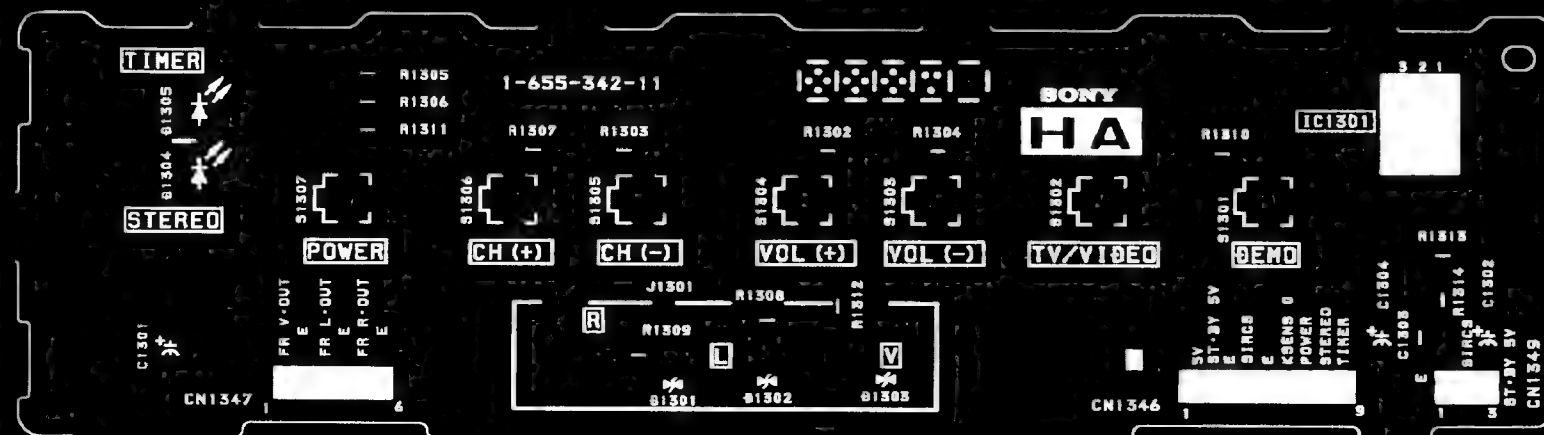 TIMER
D1305
D1304
STEREO
R1305
R1306
R1311
1-655-342-11
R1307
R1303
R1302
R1304
SONY
HA
R1310
IC1301
3 2 1
S1307
POWER
S1306
CH (+)
S1305
CH (-)
S1304
VOL (+)
S1303
VOL (-)
S1302
TV/VIDEO
S1301
DEMO
R1313
C1301
FR V-OUT
E
FR L-OUT
E
FR R-OUT
E
CN1347
1
6
J1301
R1308
R1312
R
R1309
L
V
D1301
D1302
D1303
5V
ST-BY 5V
E
SIRCS
E
KSENS 0
POWER
STEREO
TIMER
CN1346
1
9
C1304
C1303
R1314
C1302
E
SIRCS
ST-BY 5V
1
3
CN1349